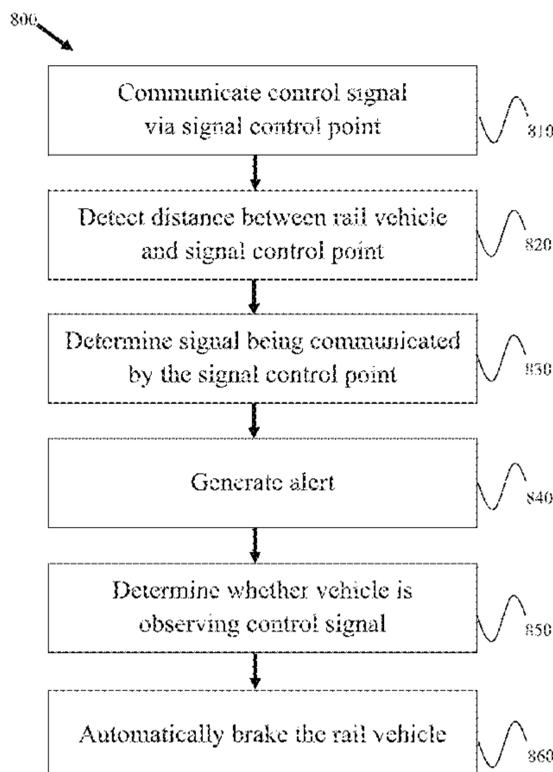 800
Communicate control signal
via signal control point
810
Detect distance between rail vehicle
and signal control point
820
Determine signal being communicated
by the signal control point
830
Generate alert
840
Determine whether vehicle is
observing control signal
850
Automatically brake the rail vehicle
860